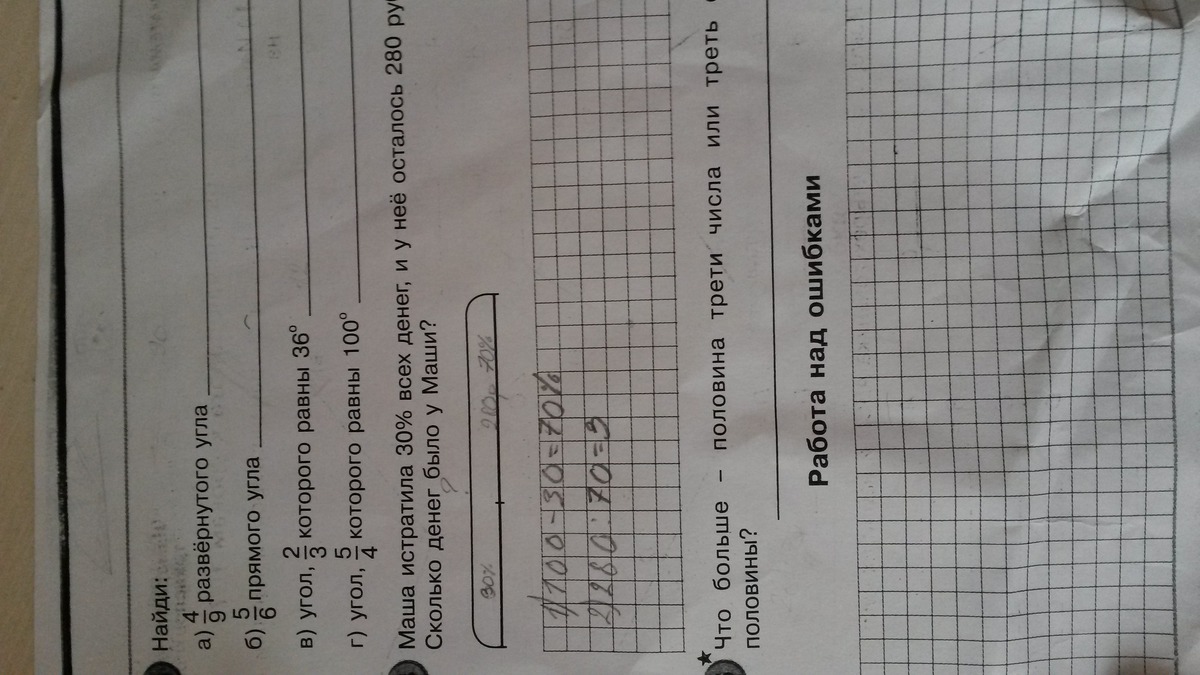 Найди:
а) 4/9 развёрнутого угла
б) 5/6 прямого угла
в) угол, 2/3 которого равны 36°
г) угол, 5/4 которого равны 100°
Маша истратила 30% всех денег, и у неё осталось 280 ру
Сколько денег было у Маши?
?
30% 280р 70%
1) 100-30=70%
2) 280:70=
★
Что больше – половина трети числа или треть
половины?
Работа над ошибками